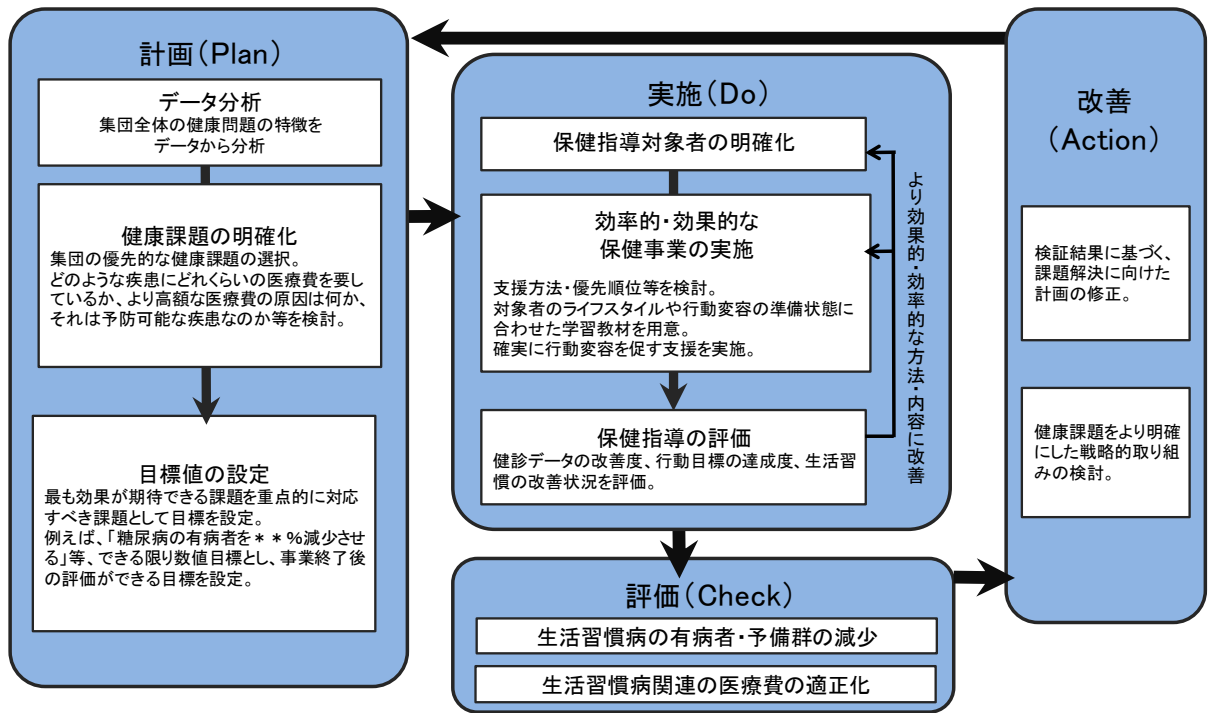 計画(Plan)
データ分析
集団全体の健康問題の特徴を
データから分析
健康課題の明確化
集団の優先的な健康課題の選択。
どのような疾患にどれくらいの医療費を要し
ているか、より高額な医療費の原因は何か、
それは予防可能な疾患なのか等を検討。
目標値の設定
最も効果が期待できる課題を重点的に対応
すべき課題として目標を設定。
例えば、「糖尿病の有病者を**%減少させ
る」等、できる限り数値目標とし、事業終了後
の評価ができる目標を設定。
実施(Do)
保健指導対象者の明確化
効率的・効果的な
保健事業の実施
支援方法・優先順位等を検討。
対象者のライフスタイルや行動変容の準備状態に
合わせた学習教材を用意。
確実に行動変容を促す支援を実施。
保健指導の評価
健診データの改善度、行動目標の達成度、生活習
慣の改善状況を評価。
より効果的・効率的な方法・内容に改善
評価(Check)
生活習慣病の有病者・予備群の減少
生活習慣病関連の医療費の適正化
改善
(Action)
検証結果に基づく、
課題解決に向けた
計画の修正。
健康課題をより明確
にした戦略的取り組
みの検討。